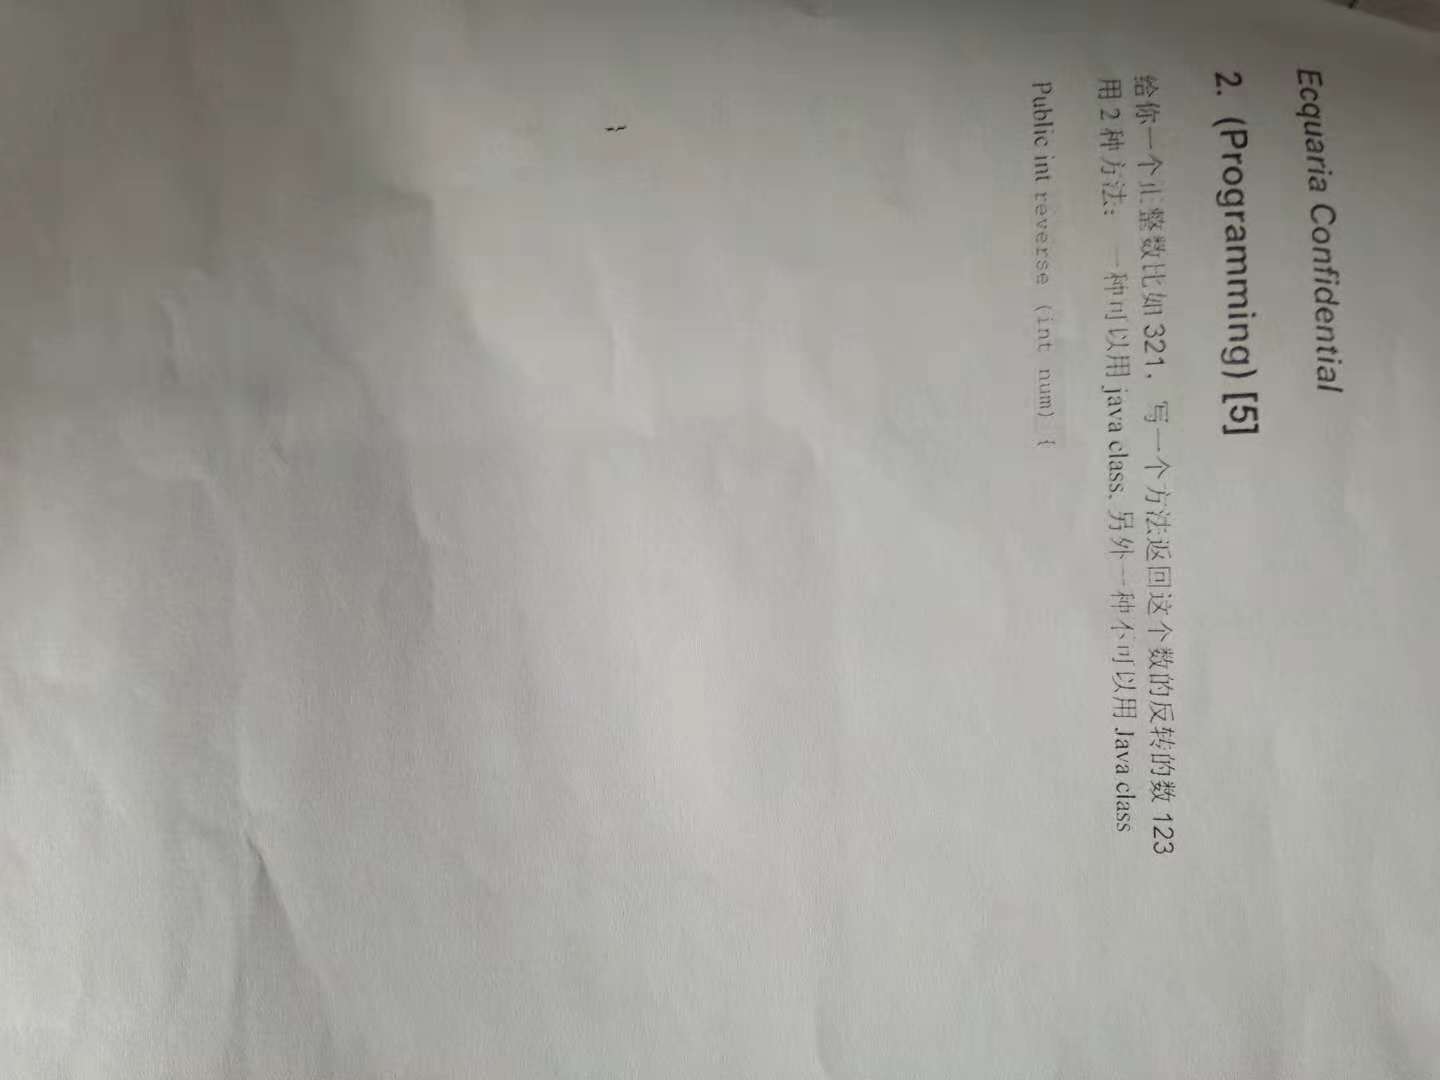 Ecquaria Confidential
2. (Programming) [5]
给你一个正整数比如 321，写一个方法返回这个数的反转的数 123
用 2 种方法：一种可以用 java class、另外一种不可以用 Java class
Public int reverse (int num) {
}